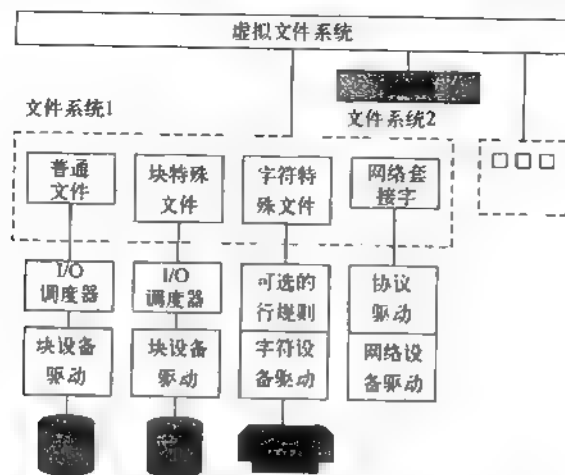 虚拟文件系统
文件系统1
文件系统2
普通
文件
块特殊
文件
字符特
殊文件
网络套
接字
I/O
调度器
I/O
调度器
可选的
行规则
协议
驱动
块设备
驱动
块设备
驱动
字符设
备驱动
网络设
备驱动